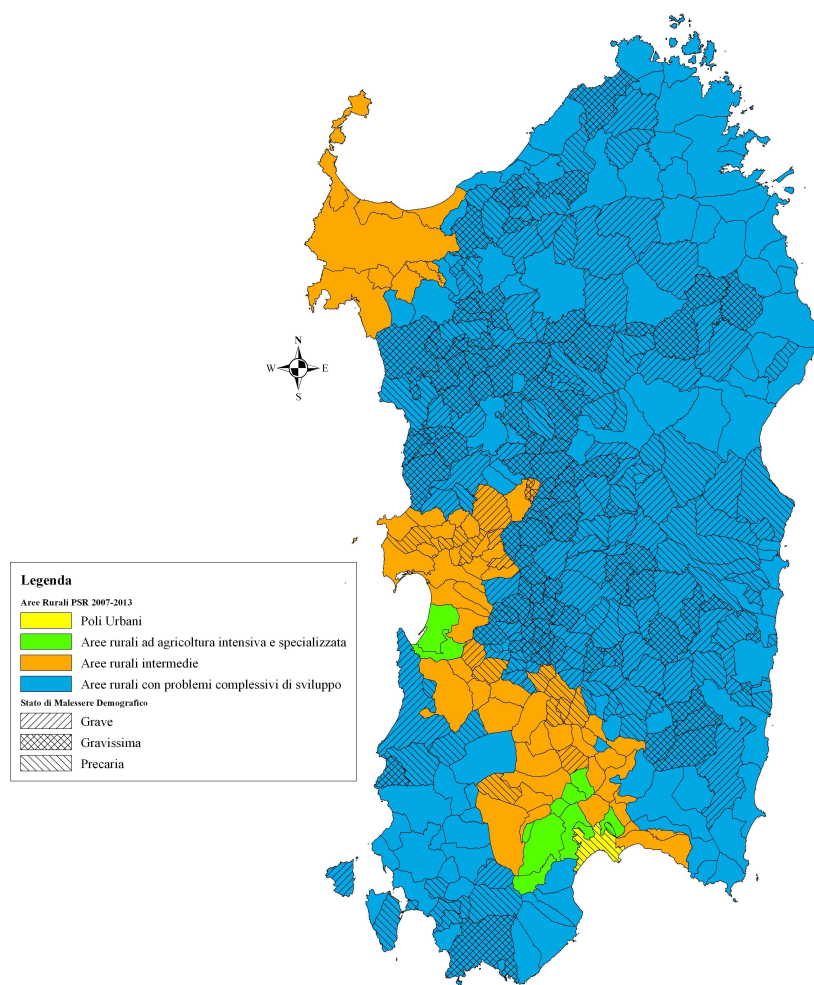 N
W
E
S
Legenda
Aree Rurali PSR 2007-2013
Poli Urbani
Aree rurali ad agricoltura intensiva e specializzata
Aree rurali intermedie
Aree rurali con problemi complessivi di sviluppo
Stato di Malessere Demografico
Grave
Gravissima
Precaria